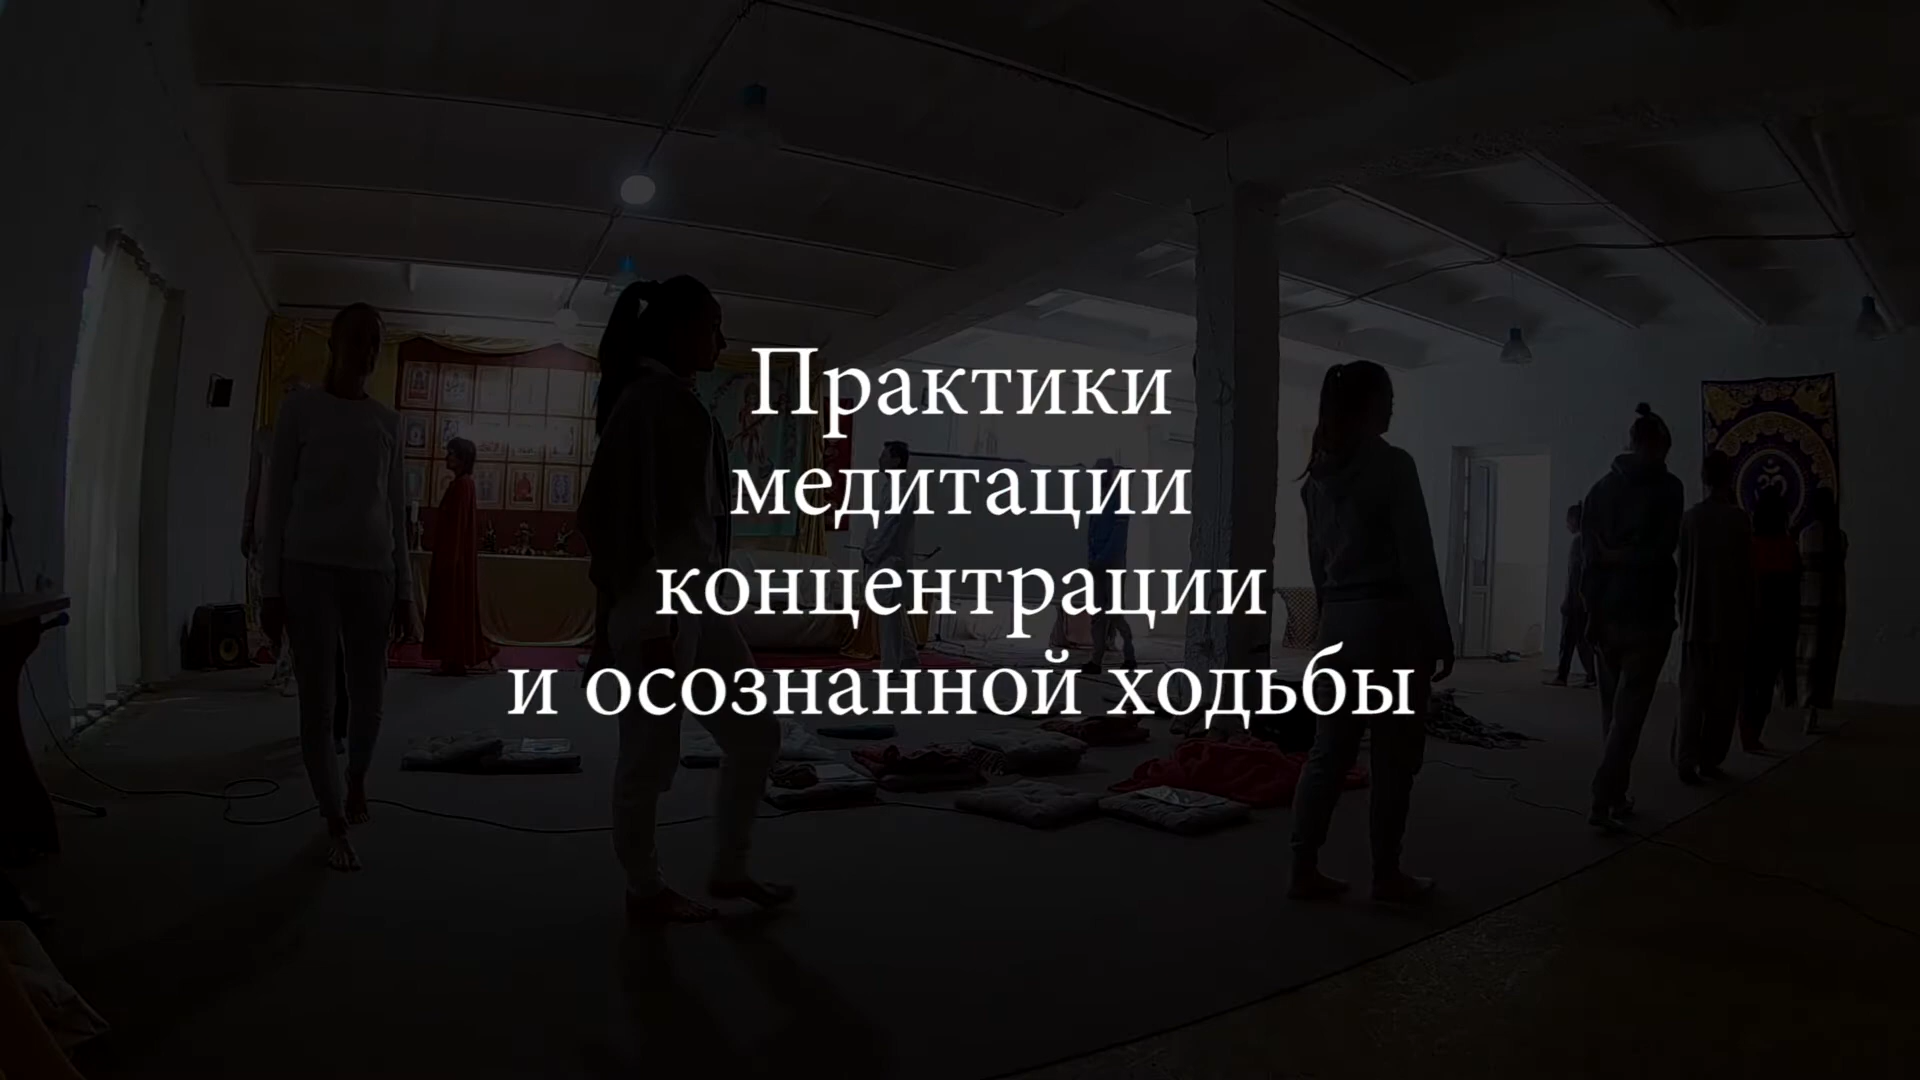 Практики
медитации
концентрации
и осознанной ходьбы